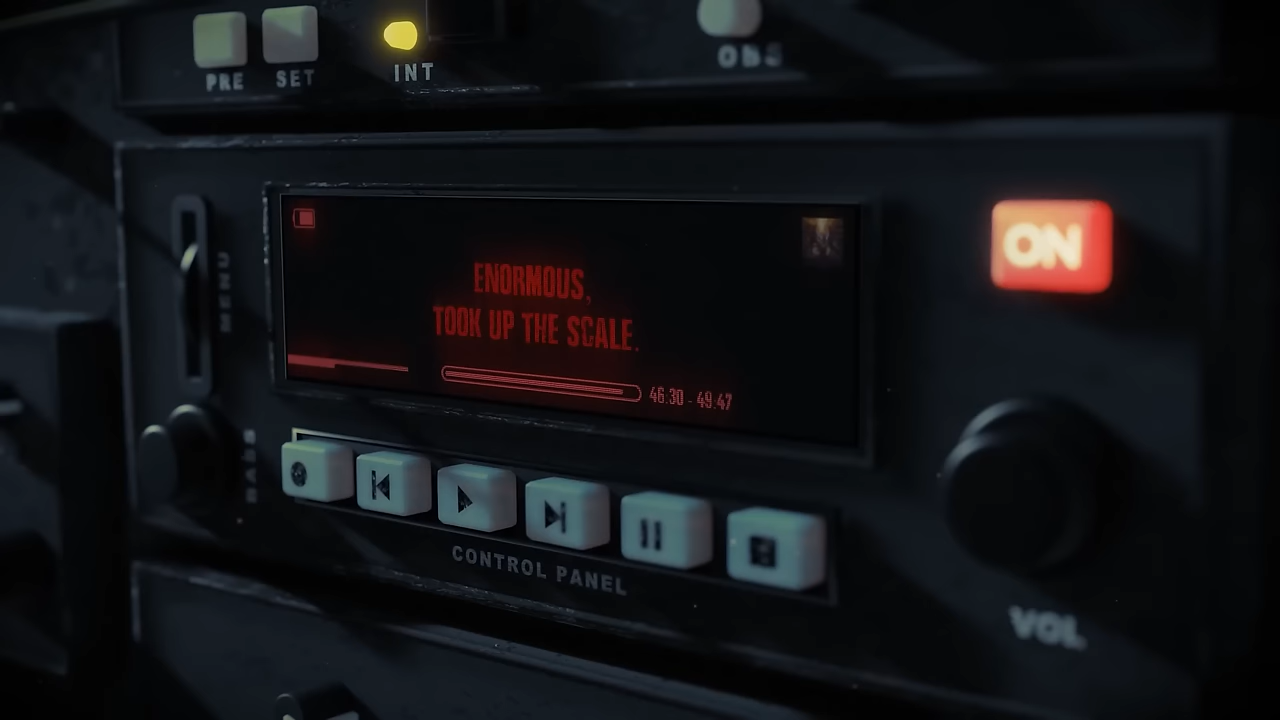 PRE SET INT OBS
MENU
ON
ENORMOUS,
TOOK UP THE SCALE.
46:30 - 49:47
BASS
CONTROL PANEL
VOL